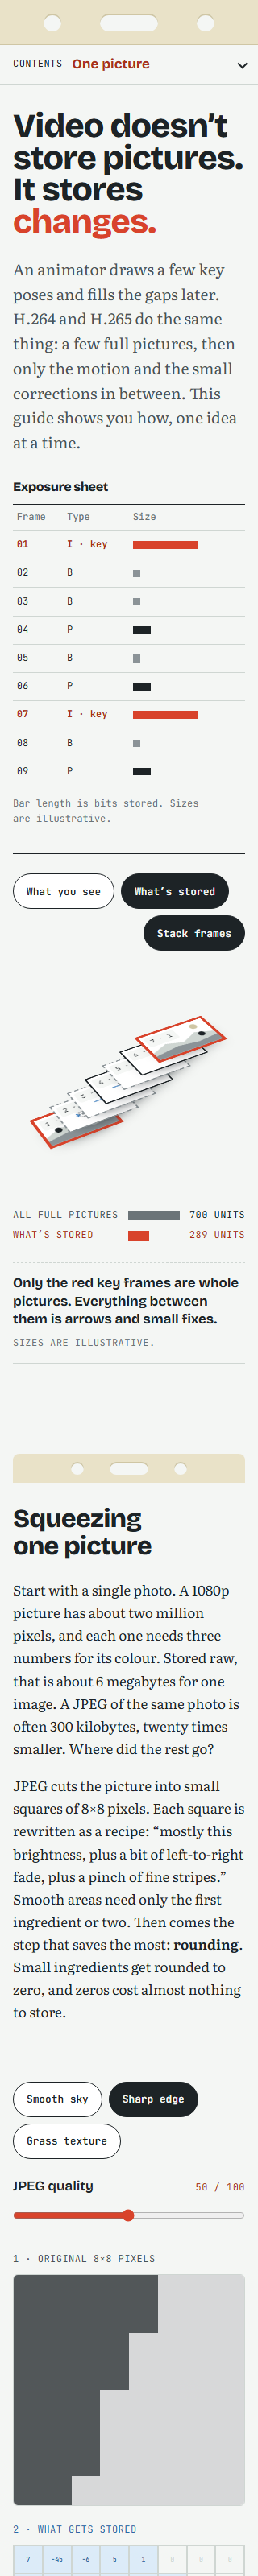 CONTENTS One picture
Video doesn’t
store pictures.
It stores
changes.
An animator draws a few key
poses and fills the gaps later.
H.264 and H.265 do the same
thing: a few full pictures, then
only the motion and the small
corrections in between. This
guide shows you how, one idea
at a time.
Exposure sheet
Frame Type Size
01 I · key
02 B
03 B
04 P
05 B
06 P
07 I · key
08 B
09 P
Bar length is bits stored. Sizes
are illustrative.
What you see What’s stored
Stack frames
ALL FULL PICTURES 700 UNITS
WHAT’S STORED 289 UNITS
Only the red key frames are whole
pictures. Everything between
them is arrows and small fixes.
SIZES ARE ILLUSTRATIVE.
Squeezing
one picture
Start with a single photo. A 1080p
picture has about two million
pixels, and each one needs three
numbers for its colour. Stored raw,
that is about 6 megabytes for one
image. A JPEG of the same photo is
often 300 kilobytes, twenty times
smaller. Where did the rest go?
JPEG cuts the picture into small
squares of 8×8 pixels. Each square is
rewritten as a recipe: “mostly this
brightness, plus a bit of left-to-right
fade, plus a pinch of fine stripes.”
Smooth areas need only the first
ingredient or two. Then comes the
step that saves the most: rounding.
Small ingredients get rounded to
zero, and zeros cost almost nothing
to store.
Smooth sky Sharp edge
Grass texture
JPEG quality 50 / 100
1 · ORIGINAL 8×8 PIXELS
2 · WHAT GETS STORED
7 -45 -6 5 1 0 0 0